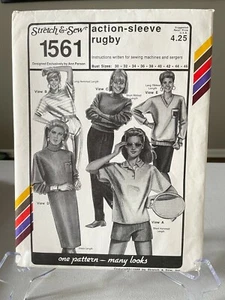 Stretch & Sew®
1561
Designed Exclusively by Ann Person
action-sleeve
rugby
4.25
instructions written for sewing machines and sergers
Bust Sizes: 30 - 32 - 34 - 36 - 38 - 40 - 42 - 44 - 46
View B
View C
View E
View D
View A
one pattern – many looks